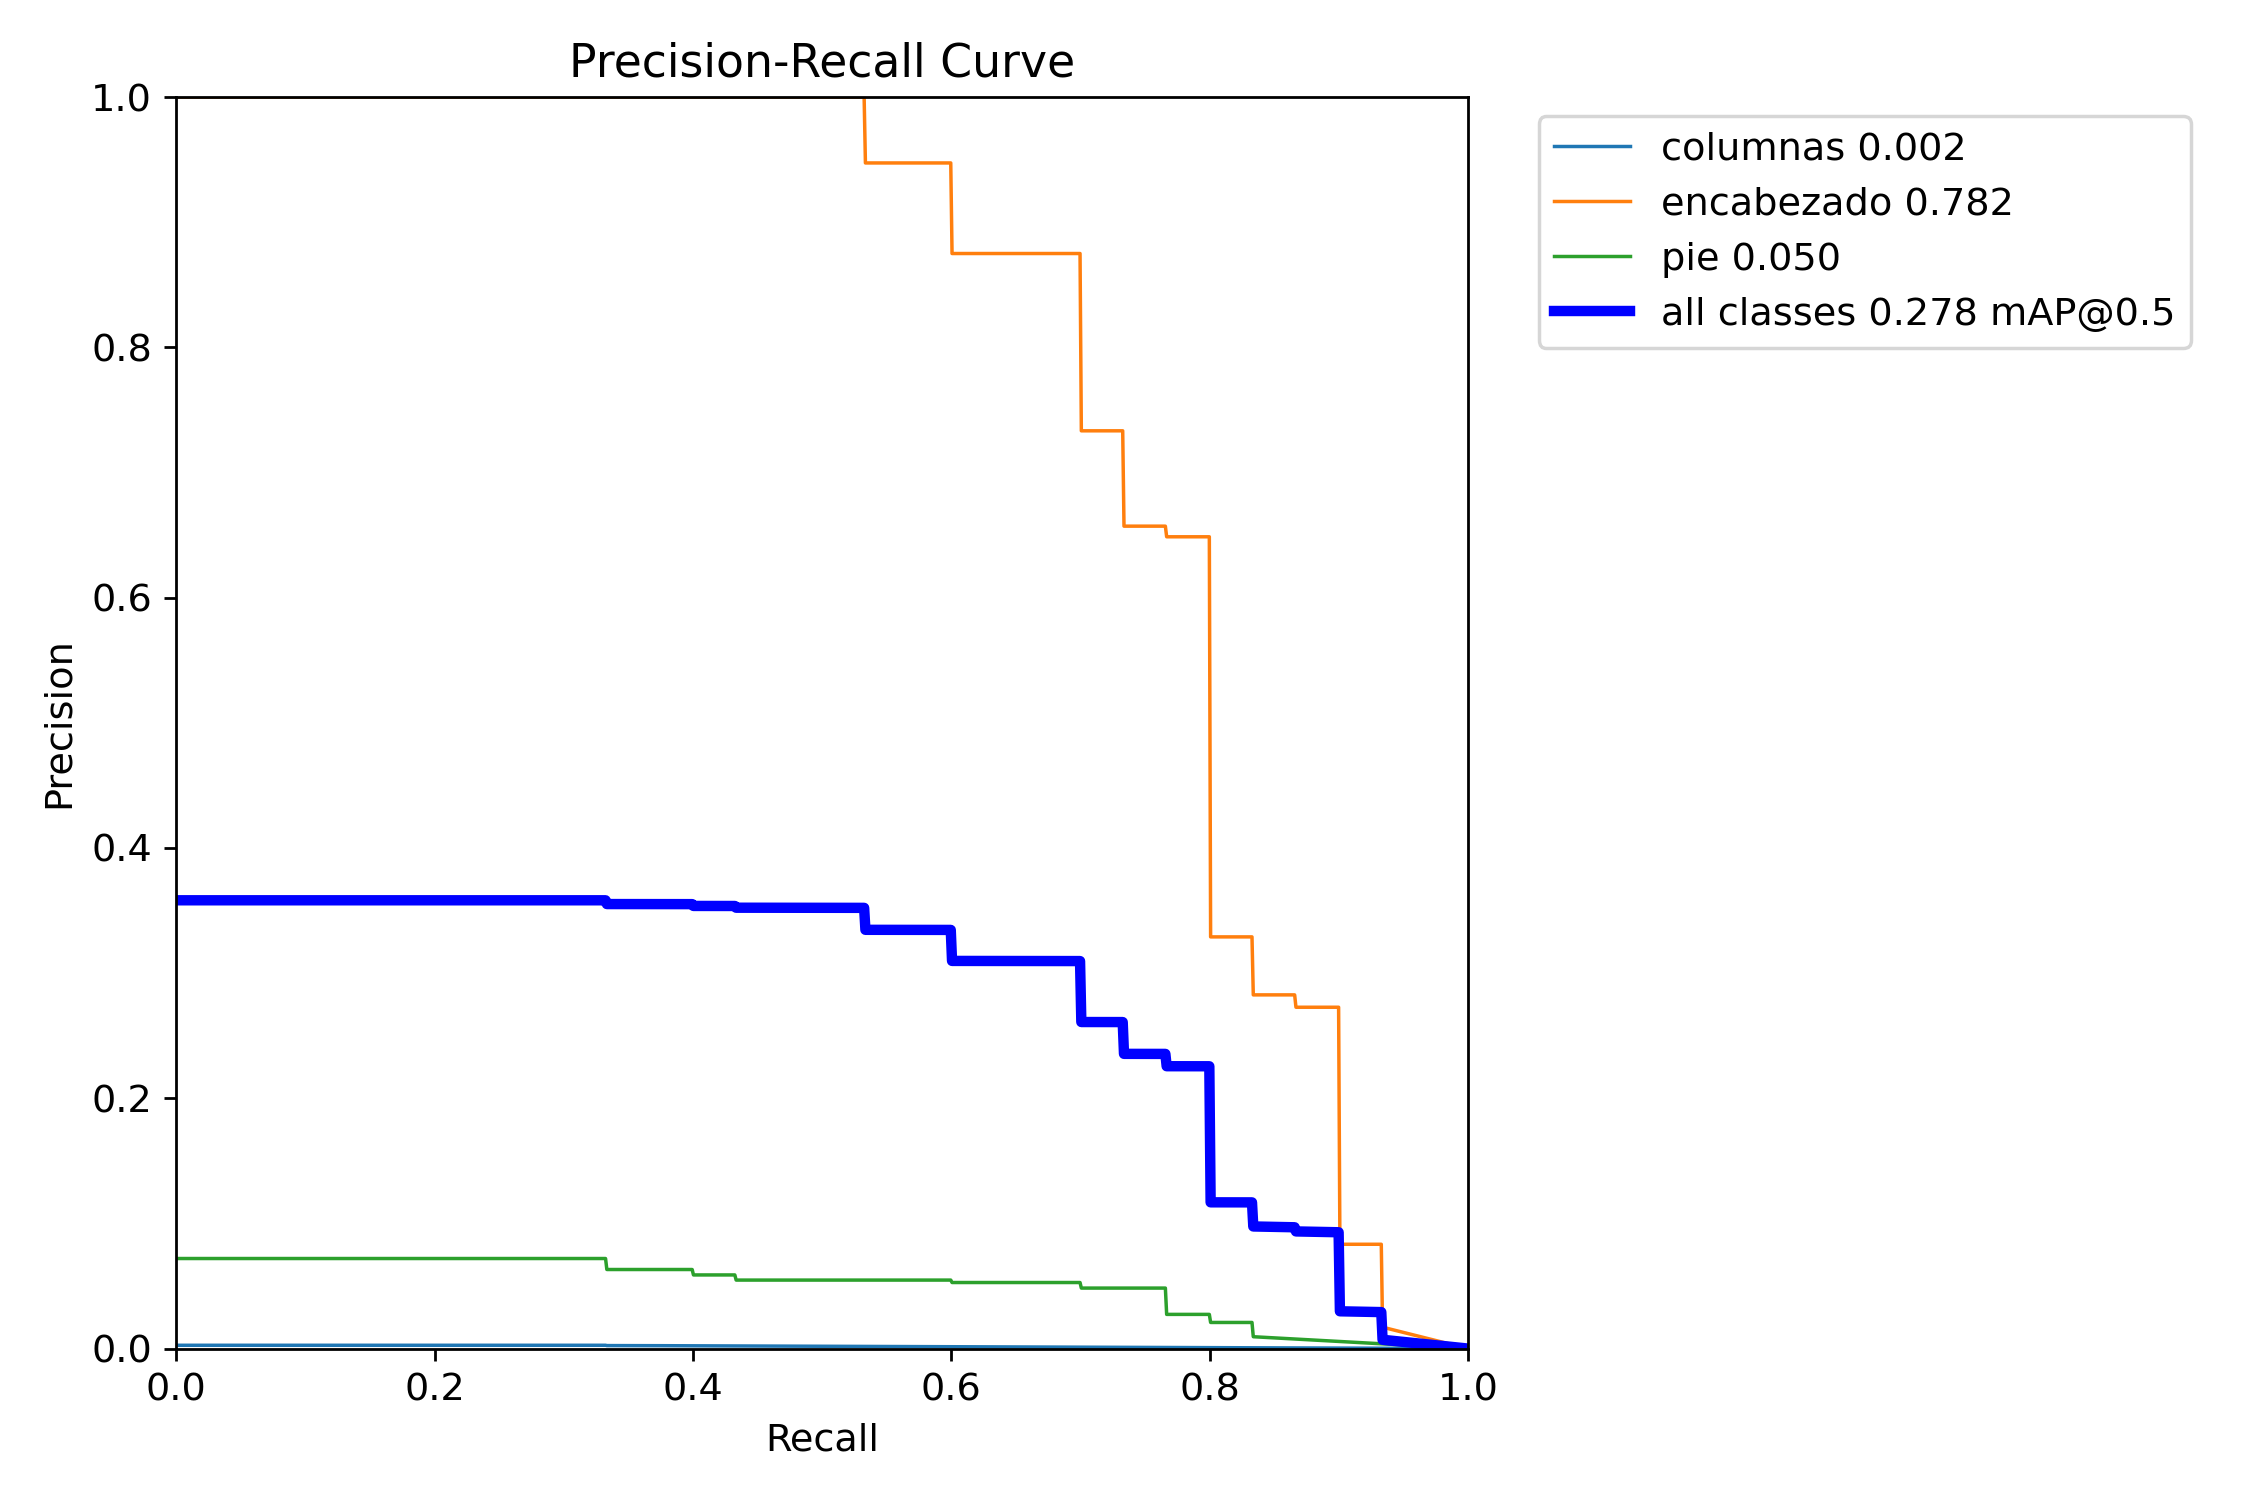 Precision-Recall Curve
1.0
0.8
0.6
0.4
0.2
0.0
Precision
0.0 0.2 0.4 0.6 0.8 1.0
Recall
columnas 0.002
encabezado 0.782
pie 0.050
all classes 0.278 mAP@0.5